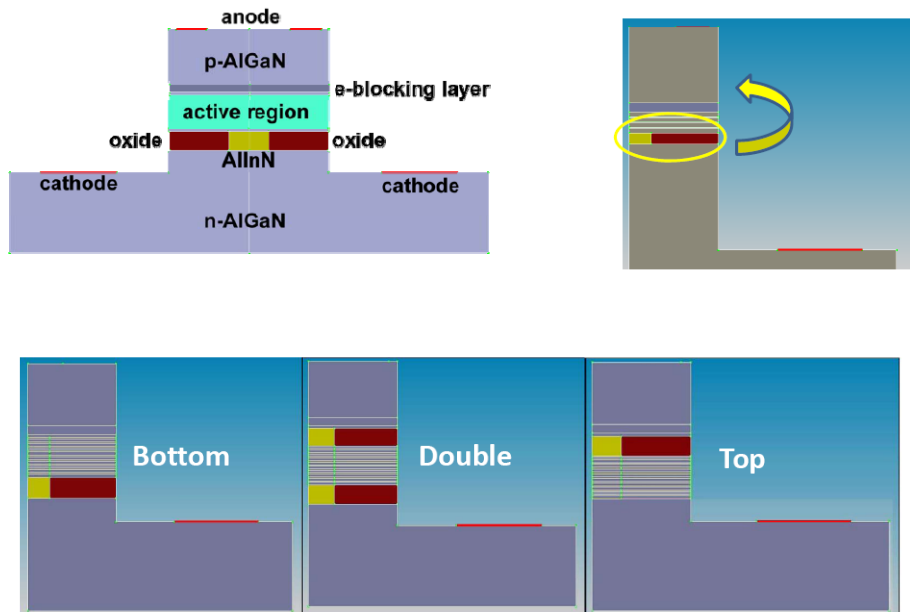 anode
p-AlGaN
e-blocking layer
active region
oxide
oxide
AlInN
cathode
cathode
n-AlGaN
Bottom
Double
Top